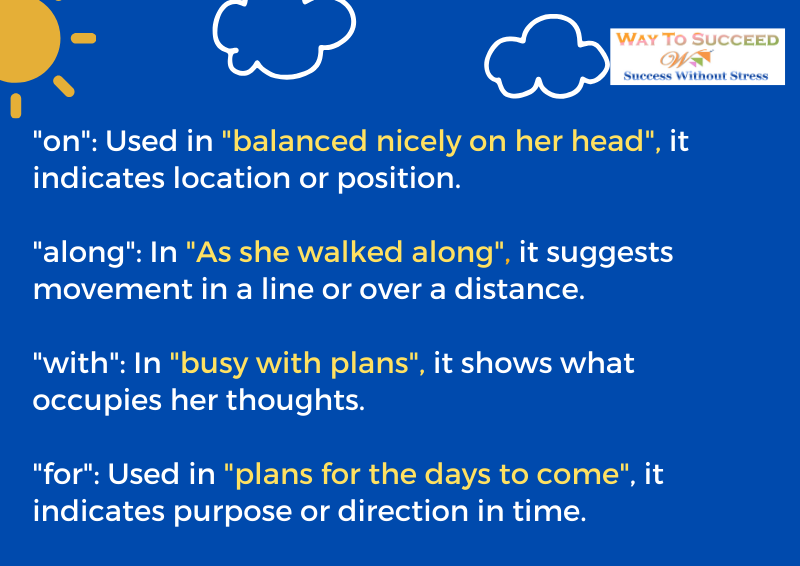 WAY TO SUCCEED
W
Success Without Stress
"on": Used in "balanced nicely on her head", it
indicates location or position.
"along": In "As she walked along", it suggests
movement in a line or over a distance.
"with": In "busy with plans", it shows what
occupies her thoughts.
"for": Used in "plans for the days to come", it
indicates purpose or direction in time.